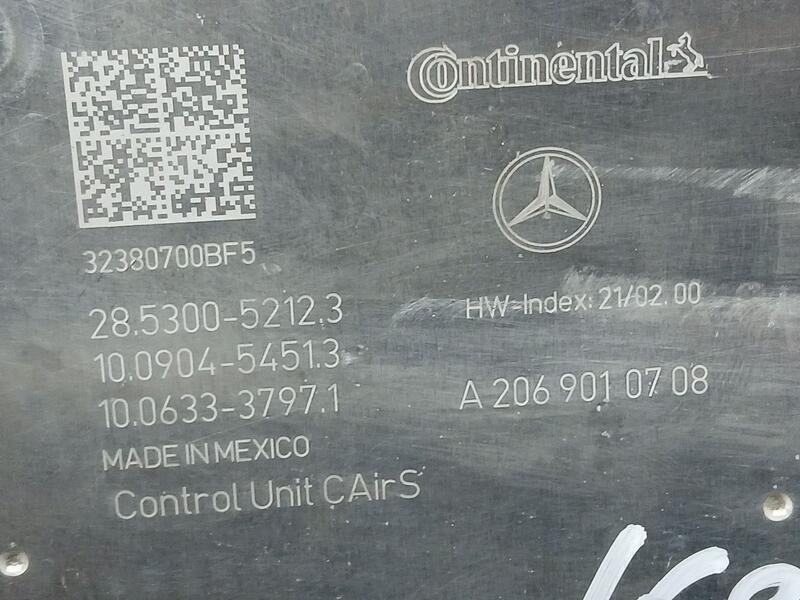 Continental
32380700BF5
HW-Index: 21/02.00
28.5300-5212.3
10.0904-5451.3
10.0633-3797.1
A 206 901 07 08
MADE IN MEXICO
Control Unit CAirS